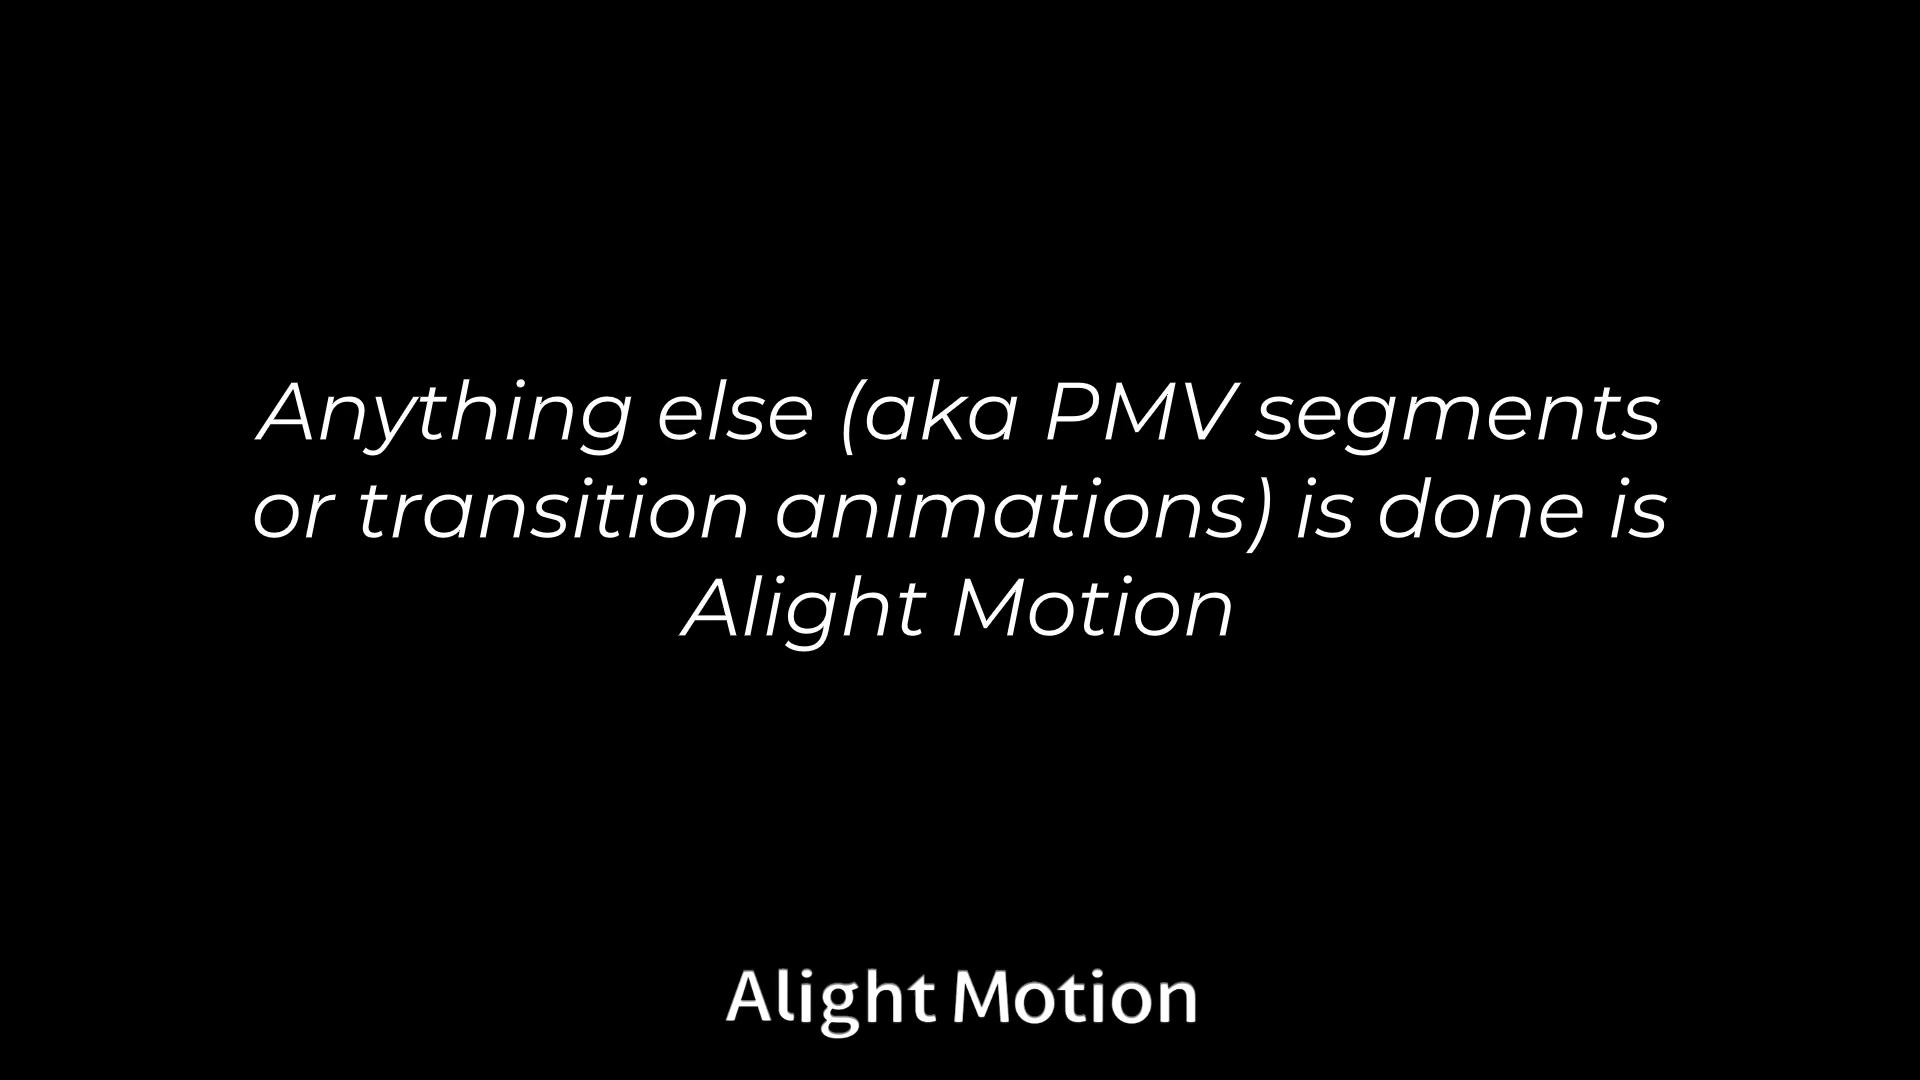 Anything else (aka PMV segments
or transition animations) is done is
Alight Motion
Alight Motion